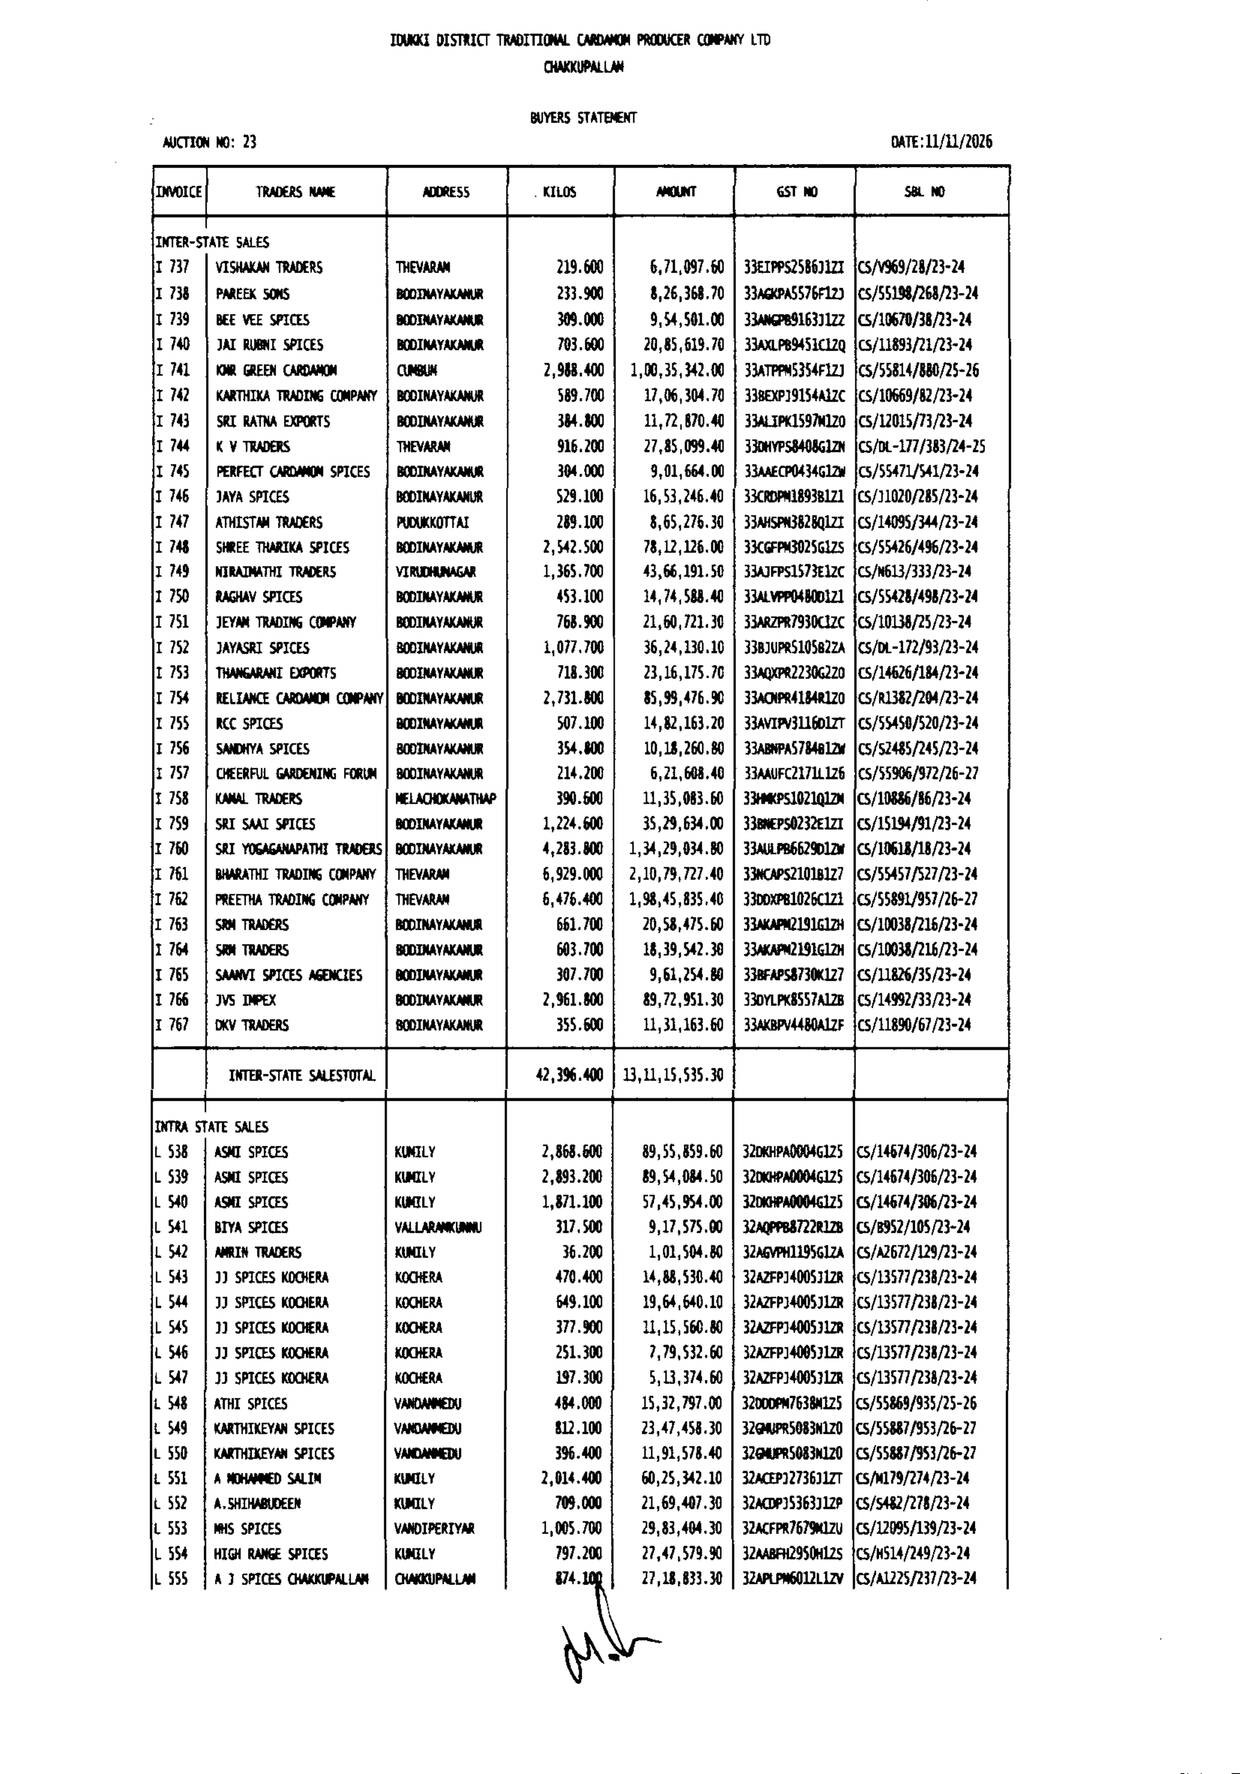 IDUKKI DISTRICT TRADITIONAL CARDAMOM PRODUCER COMPANY LTD
CHAKKUPALLAM
BUYERS STATEMENT
AUCTION NO: 23 DATE:11/11/2026
INVOICE TRADERS NAME ADDRESS KILOS AMOUNT GST NO SBL NO
INTER-STATE SALES
I 737 VISHAKAN TRADERS THEVARAM 219.600 6,71,097.60 33EIPPS2586J1ZI CS/V969/28/23-24
I 738 PAREEK SONS BODINAYAKANUR 233.900 8,26,368.70 33AGKPA5576F1ZJ CS/55198/268/23-24
I 739 BEE VEE SPICES BODINAYAKANUR 309.000 9,54,501.00 33ANGPB9163J1ZZ CS/10670/38/23-24
I 740 JAI RUBNI SPICES BODINAYAKANUR 703.600 20,85,619.70 33AXLPB9451C1ZQ CS/11893/21/23-24
I 741 KMR GREEN CARDAMOM CUMBUM 2,988.400 1,00,35,342.00 33ATPPM5354F1ZJ CS/55814/880/25-26
I 742 KARTHIKA TRADING COMPANY BODINAYAKANUR 589.700 17,06,304.70 33BEXPJ9154A1ZC CS/10669/82/23-24
I 743 SRI RATNA EXPORTS BODINAYAKANUR 384.800 11,72,870.40 33ALIPK1597M1ZO CS/12015/73/23-24
I 744 K V TRADERS THEVARAM 916.200 27,85,099.40 33DHYPS8408G1ZN CS/DL-177/383/24-25
I 745 PERFECT CARDAMOM SPICES BODINAYAKANUR 304.000 9,01,664.00 33AAECP0434G1ZW CS/55471/541/23-24
I 746 JAYA SPICES BODINAYAKANUR 529.100 16,53,246.40 33CRDPM1893B1Z1 CS/J1020/285/23-24
I 747 ATHISTAM TRADERS PUDUKKOTTAI 289.100 8,65,276.30 33AHSPN3828Q1ZI CS/14095/344/23-24
I 748 SHREE THARIKA SPICES BODINAYAKANUR 2,542.500 78,12,126.00 33CGFPM3025G1ZS CS/55426/496/23-24
I 749 NIRAIMATHI TRADERS VIRUDHUNAGAR 1,365.700 43,66,191.50 33AJFPS1573E1ZC CS/N613/333/23-24
I 750 RAGHAV SPICES BODINAYAKANUR 453.100 14,74,588.40 33ALVPP0480D1Z1 CS/55428/498/23-24
I 751 JEYAM TRADING COMPANY BODINAYAKANUR 768.900 21,60,721.30 33ARZPR7930C1ZC CS/10138/25/23-24
I 752 JAYASRI SPICES BODINAYAKANUR 1,077.700 36,24,130.10 33BJUPR5105B2ZA CS/DL-172/93/23-24
I 753 THANGARANI EXPORTS BODINAYAKANUR 718.300 23,16,175.70 33AQXPR2230G2ZO CS/14626/184/23-24
I 754 RELIANCE CARDAMOM COMPANY BODINAYAKANUR 2,731.800 85,99,476.90 33ACNPR4184R1ZO CS/R1382/204/23-24
I 755 RCC SPICES BODINAYAKANUR 507.100 14,82,163.20 33AVIPV3116D1ZT CS/55450/520/23-24
I 756 SANDHYA SPICES BODINAYAKANUR 354.800 10,18,260.80 33ABNPA5784B1ZW CS/S2485/245/23-24
I 757 CHEERFUL GARDENING FORUM BODINAYAKANUR 214.200 6,21,608.40 33AAUFC2171L1Z6 CS/55906/972/26-27
I 758 KAMAL TRADERS MELACHOKANATHAP 390.600 11,35,083.60 33HMKPS1021Q1ZM CS/10886/86/23-24
I 759 SRI SAAI SPICES BODINAYAKANUR 1,224.600 35,29,634.00 33BNEPS0232E1ZI CS/15194/91/23-24
I 760 SRI YOGAGANAPATHI TRADERS BODINAYAKANUR 4,283.800 1,34,29,034.80 33AULPB6629D1ZW CS/10618/18/23-24
I 761 BHARATHI TRADING COMPANY THEVARAM 6,929.000 2,10,79,727.40 33NCAPS2101B1Z7 CS/55457/527/23-24
I 762 PREETHA TRADING COMPANY THEVARAM 6,476.400 1,98,45,835.40 33DDXPB1026C1Z1 CS/55891/957/26-27
I 763 SRM TRADERS BODINAYAKANUR 661.700 20,58,475.60 33AKAPM2191G1ZH CS/10038/216/23-24
I 764 SRM TRADERS BODINAYAKANUR 603.700 18,39,542.30 33AKAPM2191G1ZH CS/10038/216/23-24
I 765 SAANVI SPICES AGENCIES BODINAYAKANUR 307.700 9,61,254.80 33BFAPS8730K1Z7 CS/11826/35/23-24
I 766 JVS IMPEX BODINAYAKANUR 2,961.800 89,72,951.30 33DYLPK8557A1ZB CS/14992/33/23-24
I 767 DKV TRADERS BODINAYAKANUR 355.600 11,31,163.60 33AKBPV4480A1ZF CS/11890/67/23-24
INTER-STATE SALESTOTAL 42,396.400 13,11,15,535.30
INTRA STATE SALES
L 538 ASMI SPICES KUMILY 2,868.600 89,55,859.60 32DKHPA0004G1Z5 CS/14674/306/23-24
L 539 ASMI SPICES KUMILY 2,893.200 89,54,084.50 32DKHPA0004G1Z5 CS/14674/306/23-24
L 540 ASMI SPICES KUMILY 1,871.100 57,45,954.00 32DKHPA0004G1Z5 CS/14674/306/23-24
L 541 BIYA SPICES VALLARANKUNNU 317.500 9,17,575.00 32AQPPB8722R1ZB CS/B952/105/23-24
L 542 AMRIN TRADERS KUMILY 36.200 1,01,504.80 32AGVPH1195G1ZA CS/A2672/129/23-24
L 543 JJ SPICES KOCHERA KOCHERA 470.400 14,88,530.40 32AZFPJ4005J1ZR CS/13577/238/23-24
L 544 JJ SPICES KOCHERA KOCHERA 649.100 19,64,640.10 32AZFPJ4005J1ZR CS/13577/238/23-24
L 545 JJ SPICES KOCHERA KOCHERA 377.900 11,15,560.80 32AZFPJ4005J1ZR CS/13577/238/23-24
L 546 JJ SPICES KOCHERA KOCHERA 251.300 7,79,532.60 32AZFPJ4005J1ZR CS/13577/238/23-24
L 547 JJ SPICES KOCHERA KOCHERA 197.300 5,13,374.60 32AZFPJ4005J1ZR CS/13577/238/23-24
L 548 ATHI SPICES VANDANMEDU 484.000 15,32,797.00 32DDDPM7638M1Z5 CS/55869/935/25-26
L 549 KARTHIKEYAN SPICES VANDANMEDU 812.100 23,47,458.30 32GMUPR5083N1ZO CS/55887/953/26-27
L 550 KARTHIKEYAN SPICES VANDANMEDU 396.400 11,91,578.40 32GMUPR5083N1ZO CS/55887/953/26-27
L 551 A MOHAMMED SALIM KUMILY 2,014.400 60,25,342.10 32ACEPJ2736J1ZT CS/M179/274/23-24
L 552 A.SHIHABUDEEN KUMILY 709.000 21,69,407.30 32ACDPJ5363J1ZP CS/S482/278/23-24
L 553 MHS SPICES VANDIPERIYAR 1,005.700 29,83,404.30 32ACFPR7679M1ZU CS/12095/139/23-24
L 554 HIGH RANGE SPICES KUMILY 797.200 27,47,579.90 32AABFH2950H1ZS CS/H514/249/23-24
L 555 A J SPICES CHAKKUPALLAM CHAKKUPALLAM 874.100 27,18,833.30 32APLPM6012L1ZV CS/A1225/237/23-24